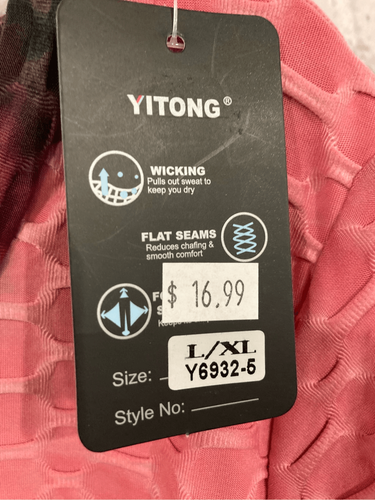 YITONG®
WICKING
Pulls out sweat to
keep you dry
FLAT SEAMS
Reduces chafing &
smooth comfort
$ 16.99
L/XL
Size:
Y6932-5
Style No: